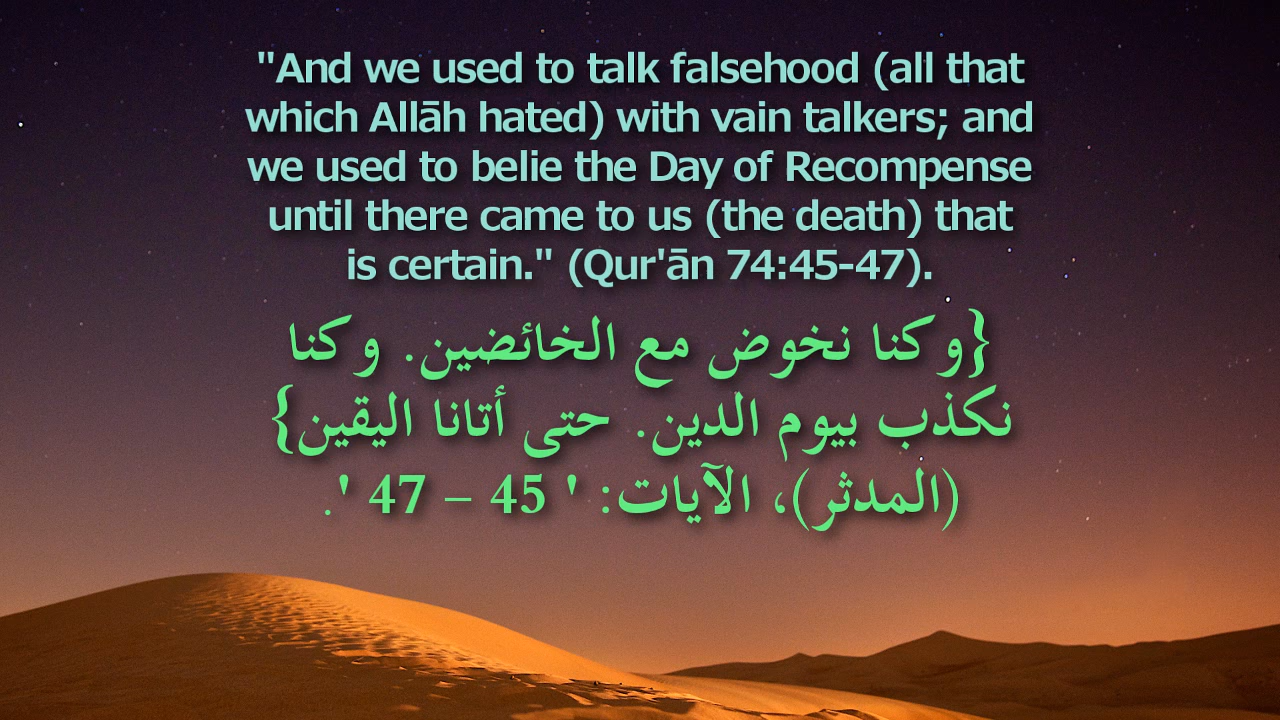 "And we used to talk falsehood (all that
which Allāh hated) with vain talkers; and
we used to belie the Day of Recompense
until there came to us (the death) that
is certain." (Qur'ān 74:45-47).
{وكنا نخوض مع الخائضين. وكنا
نكذب بيوم الدين. حتى أتانا اليقين}
(المدثر)، الآيات: ' 45 – 47 '.